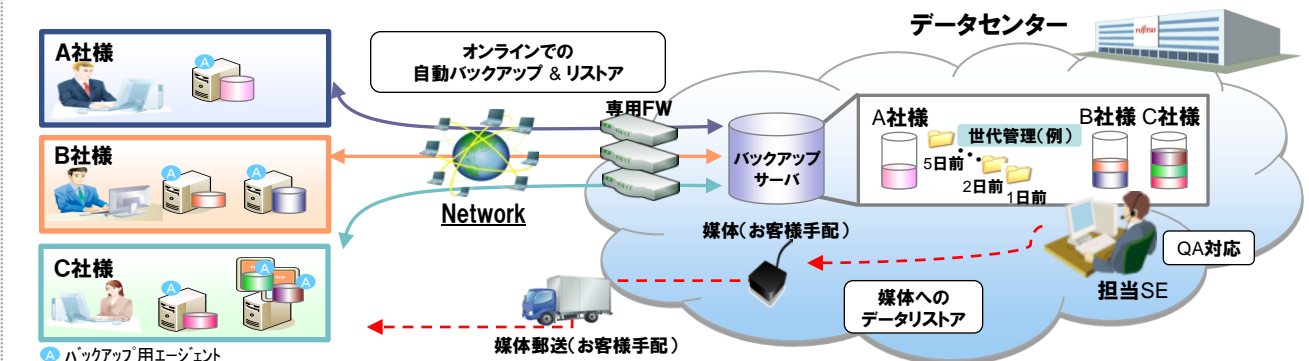 データセンター
FUJITSU
A社様
A
オンラインでの
自動バックアップ & リストア
専用FW
A社様
世代管理(例)
B社様 C社様
5日前
2日前
1日前
バックアップ
サーバ
B社様
A
A
Network
媒体(お客様手配)
QA対応
担当SE
C社様
A
A
A
媒体への
データリストア
媒体郵送(お客様手配)
A バックアップ用エージェント